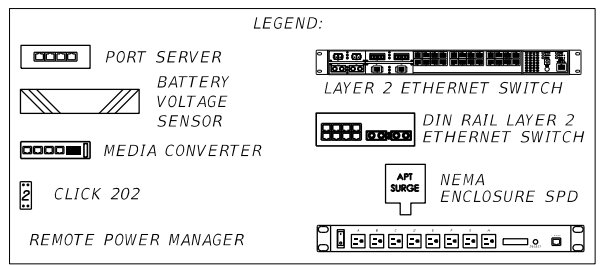 LEGEND:
PORT SERVER
LAYER 2 ETHERNET SWITCH
BATTERY
VOLTAGE
SENSOR
DIN RAIL LAYER 2
ETHERNET SWITCH
MEDIA CONVERTER
APT
SURGE
NEMA
ENCLOSURE SPD
2
CLICK 202
REMOTE POWER MANAGER